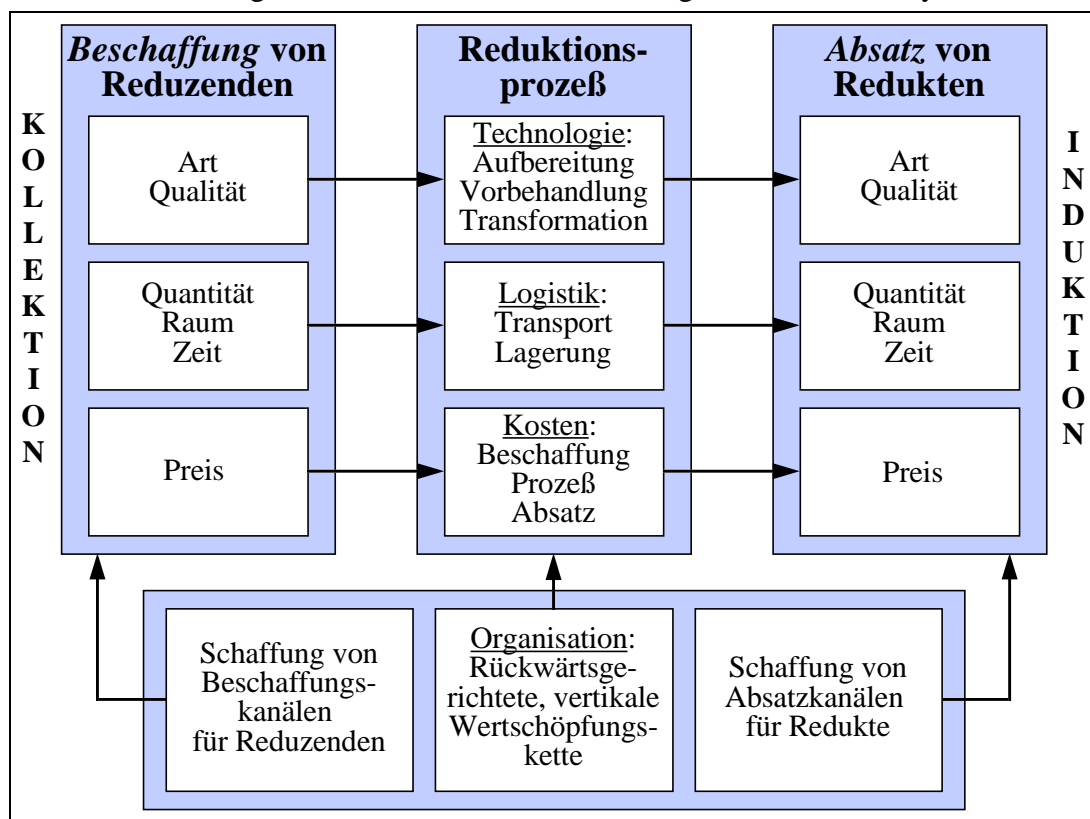 Beschaffung von
Reduzenden
Reduktions-
prozeß
Absatz von
Redukten
KOLLEKTION
Art
Qualität
Technologie:
Aufbereitung
Vorbehandlung
Transformation
Art
Qualität
INDUKTION
Quantität
Raum
Zeit
Logistik:
Transport
Lagerung
Quantität
Raum
Zeit
Preis
Kosten:
Beschaffung
Prozeß
Absatz
Preis
Schaffung von
Beschaffungs-
kanälen
für Reduzenden
Organisation:
Rückwärtsge-
richtete, vertikale
Wertschöpfungs-
kette
Schaffung von
Absatzkanälen
für Redukte